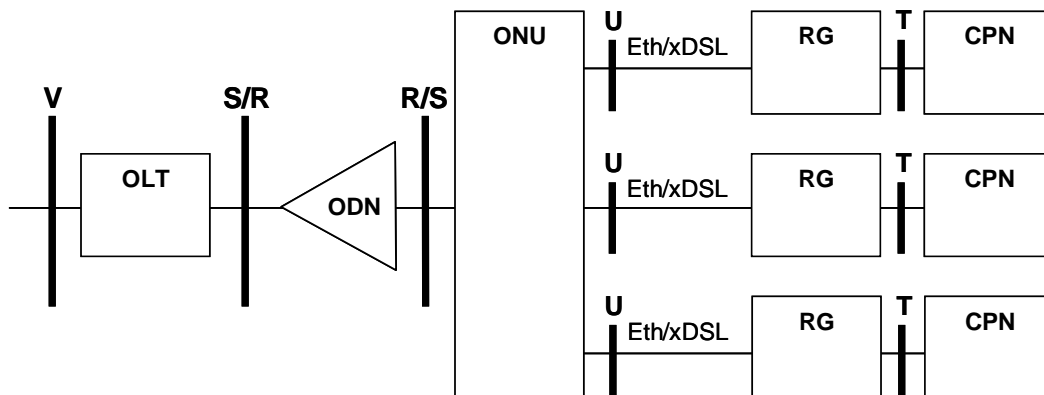 ONU
U
Eth/xDSL
RG
T
CPN
V
S/R
R/S
OLT
ODN
U
Eth/xDSL
RG
T
CPN
U
Eth/xDSL
RG
T
CPN